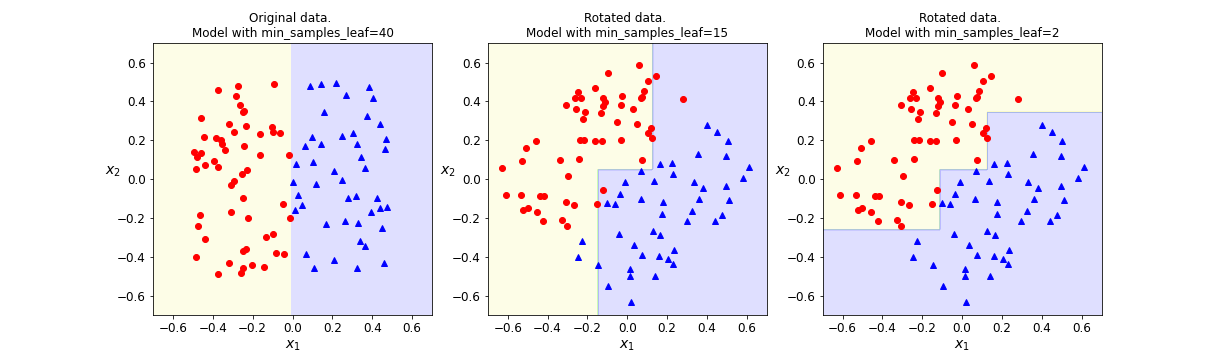 Original data.
Model with min_samples_leaf=40
Rotated data.
Model with min_samples_leaf=15
Rotated data.
Model with min_samples_leaf=2
0.6
0.4
0.2
0.0
−0.2
−0.4
−0.6
x2
−0.6 −0.4 −0.2 0.0 0.2 0.4 0.6
x1
0.6
0.4
0.2
0.0
−0.2
−0.4
−0.6
x2
−0.6 −0.4 −0.2 0.0 0.2 0.4 0.6
x1
0.6
0.4
0.2
0.0
−0.2
−0.4
−0.6
x2
−0.6 −0.4 −0.2 0.0 0.2 0.4 0.6
x1